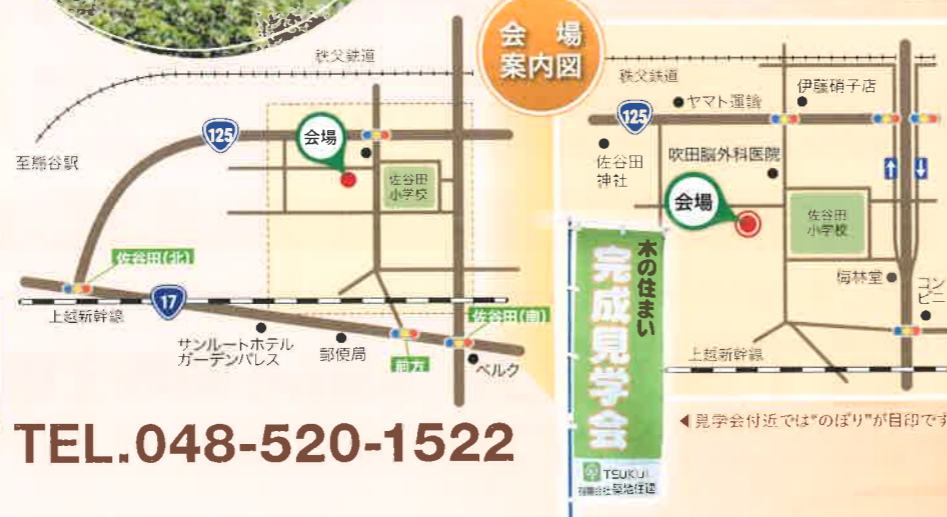 会場
案内図
秩父鉄道
125
会場
至熊谷駅
佐谷田
小学校
佐谷田(北)
17
上越新幹線
サンルートホテル
ガーデンパレス
郵便局
前方
佐谷田(南)
ベルク
TEL.048-520-1522
秩父鉄道
ヤマト運輸
伊藤硝子店
125
佐谷田
神社
吹田脳外科医院
会場
佐谷田
小学校
梅林堂
コン
ビニ
上越新幹線
木の住まい
完成見学会
TSUKUI
◀見学会付近では"のぼり"が目印です